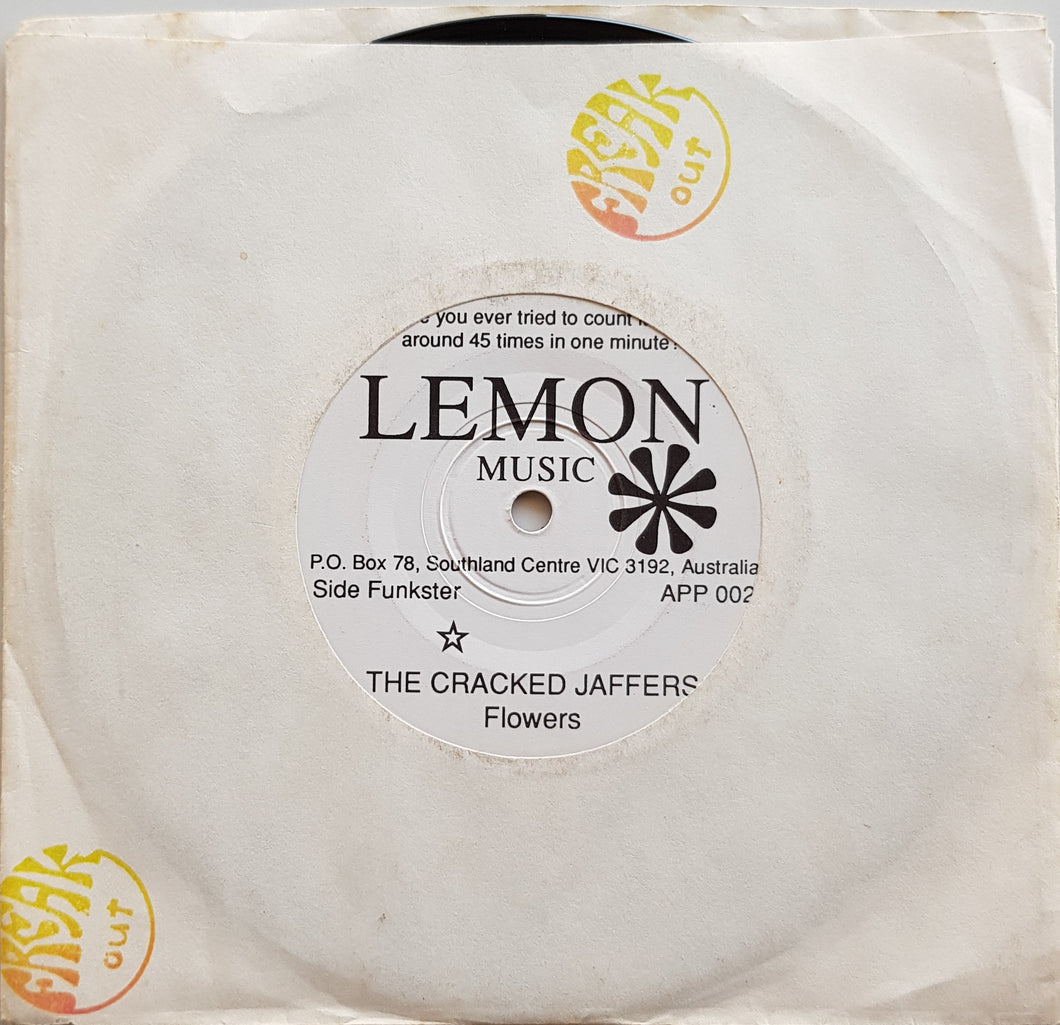 FREAK
out
you ever tried to count
around 45 times in one minute?
LEMON
MUSIC
P.O. Box 78, Southland Centre VIC 3192, Australia
Side Funkster APP 002
THE CRACKED JAFFERS
Flowers
FREAK
out